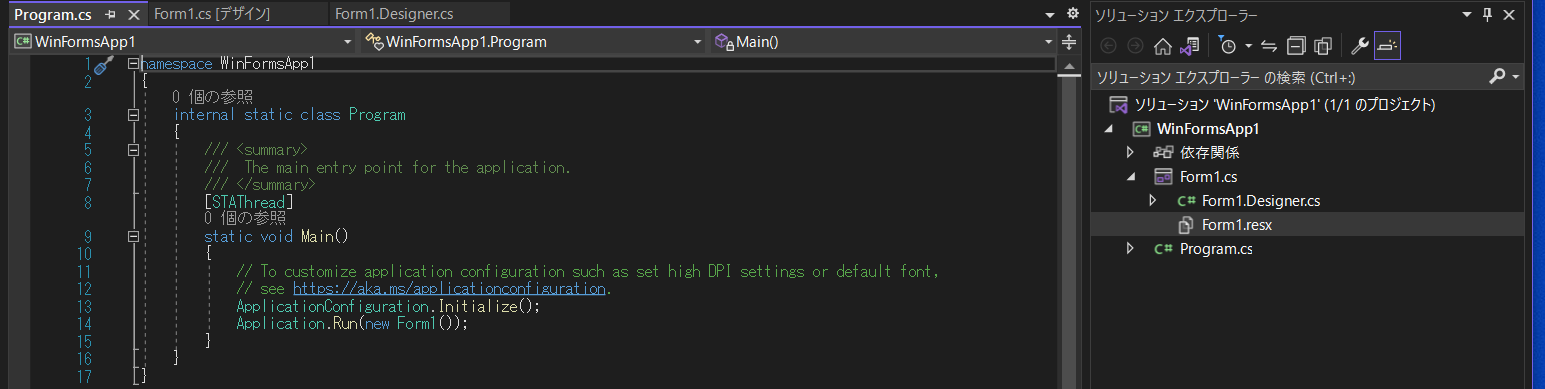 Program.cs
Form1.cs [デザイン]
Form1.Designer.cs
WinFormsApp1
WinFormsApp1.Program
Main()
1 namespace WinFormsApp1
2 {
0 個の参照
3 internal static class Program
4 {
5 /// <summary>
6 ///  The main entry point for the application.
7 /// </summary>
8 [STAThread]
0 個の参照
9 static void Main()
10 {
11 // To customize application configuration such as set high DPI settings or default font,
12 // see https://aka.ms/applicationconfiguration.
13 ApplicationConfiguration.Initialize();
14 Application.Run(new Form1());
15 }
16 }
17 }
ソリューション エクスプローラー
ソリューション エクスプローラー の検索 (Ctrl+:)
ソリューション 'WinFormsApp1' (1/1 のプロジェクト)
C# WinFormsApp1
依存関係
Form1.cs
C# Form1.Designer.cs
Form1.resx
C# Program.cs